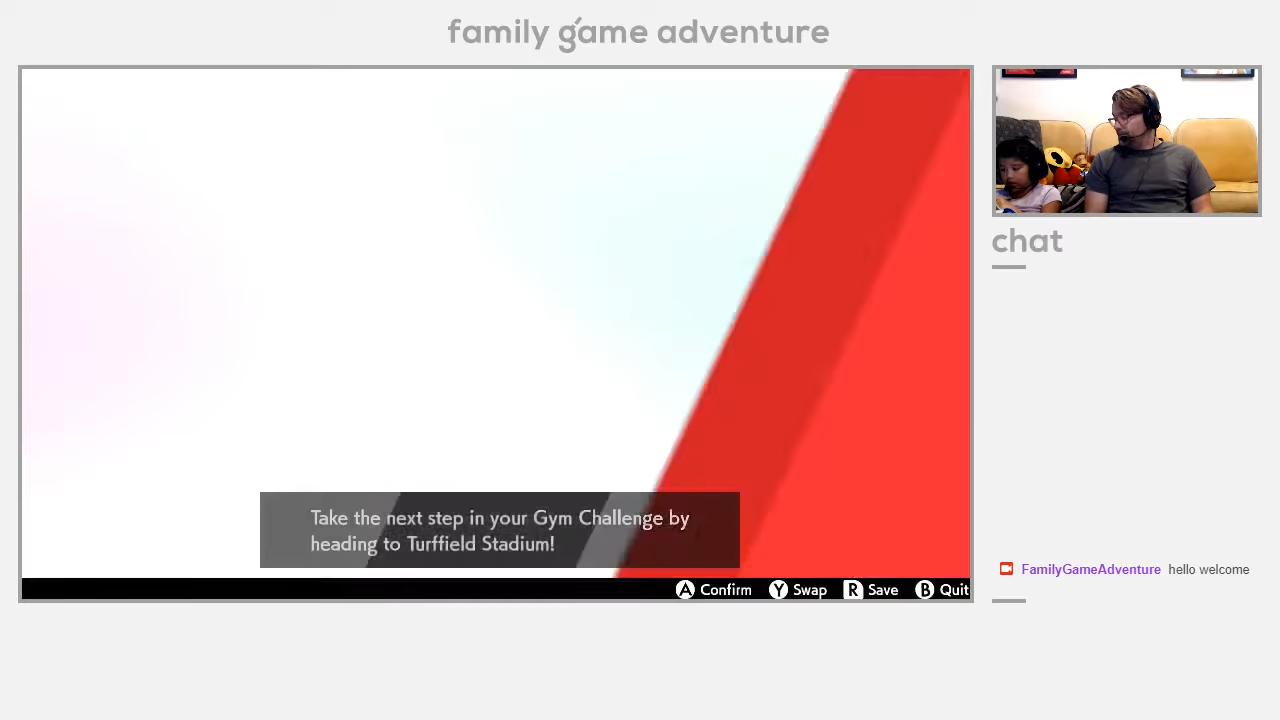 family game adventure
chat
Take the next step in your Gym Challenge by
heading to Turffield Stadium!
A Confirm Y Swap R Save B Quit
FamilyGameAdventure hello welcome